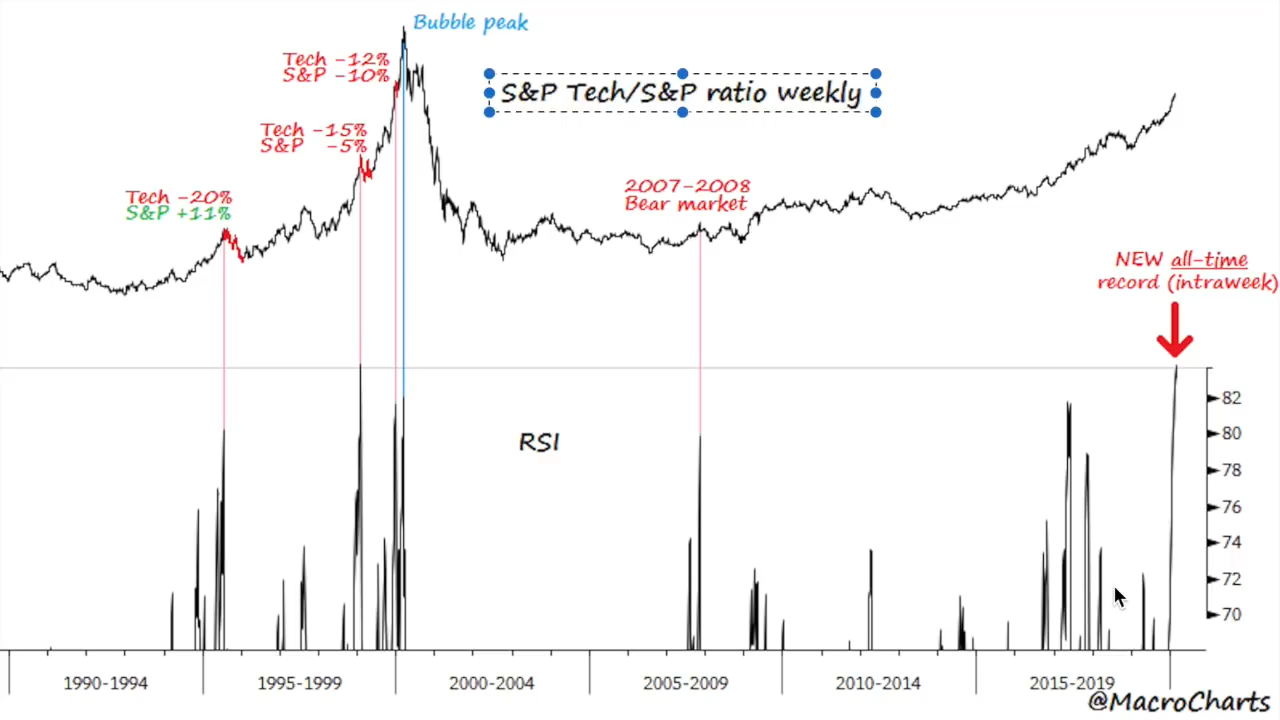 Bubble peak
Tech -12%
S&P -10%
S&P Tech/S&P ratio weekly
Tech -15%
S&P -5%
Tech -20%
S&P +11%
2007-2008
Bear market
NEW all-time
record (intraweek)
RSI
82
80
78
76
74
72
70
1990-1994
1995-1999
2000-2004
2005-2009
2010-2014
2015-2019
@MacroCharts